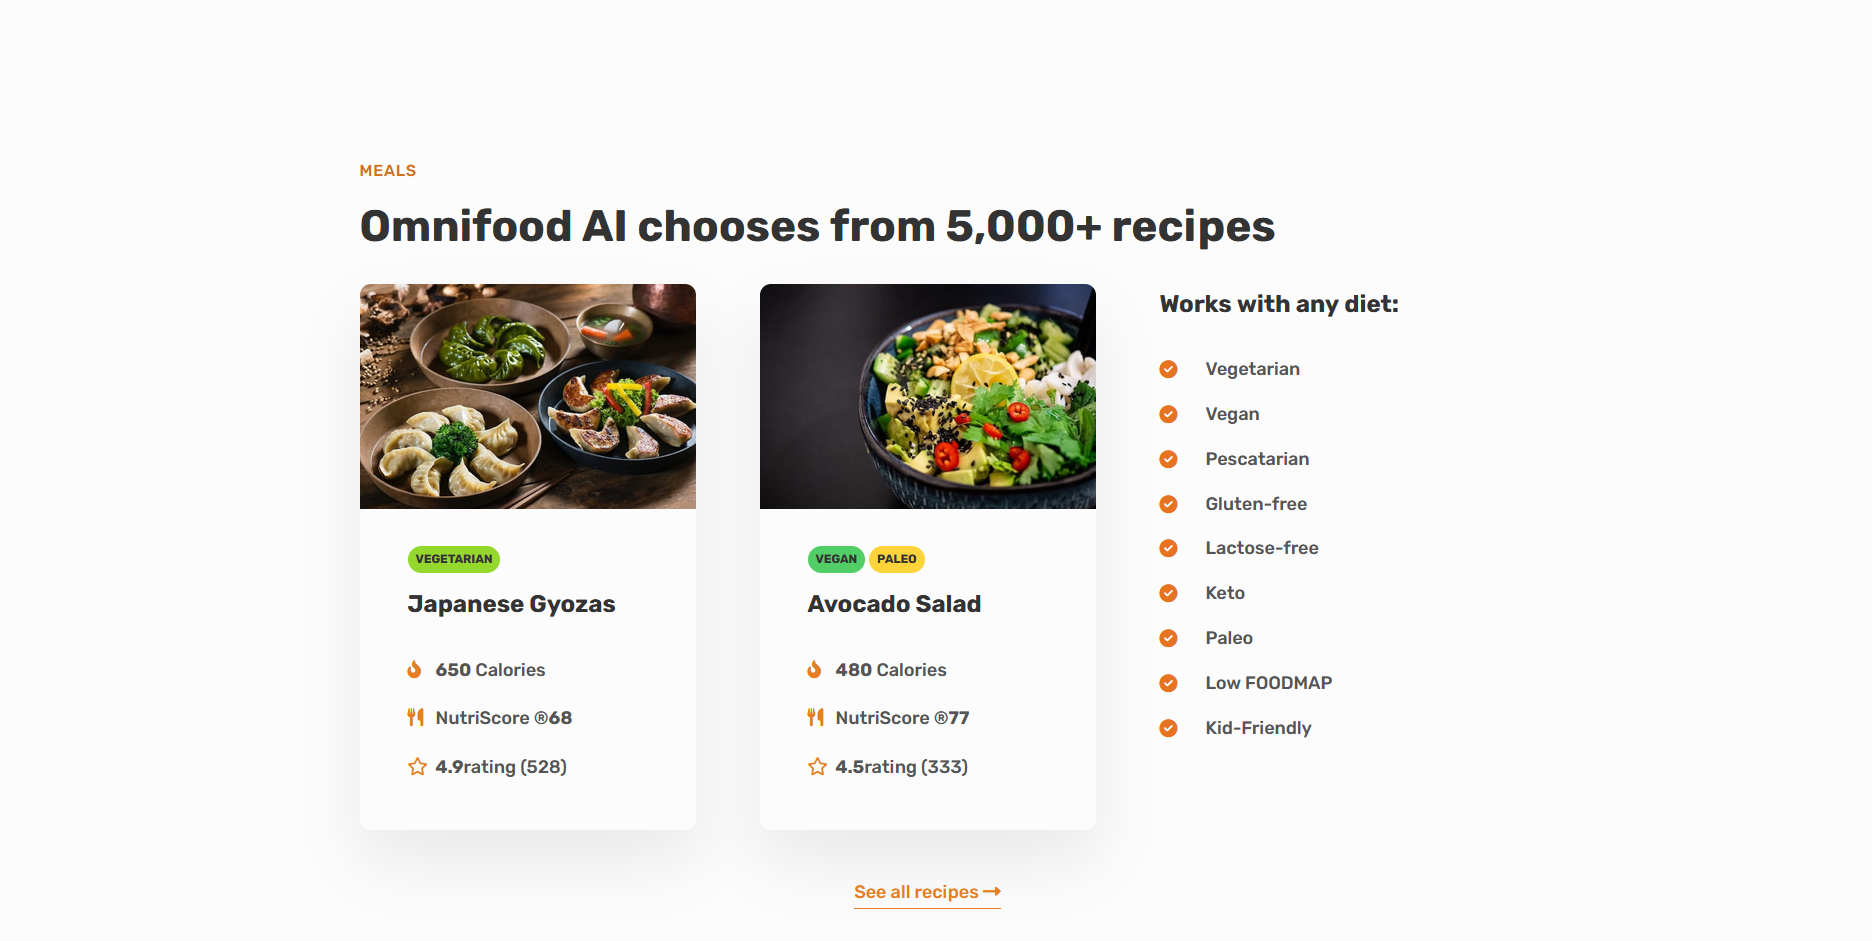 MEALS
Omnifood AI chooses from 5,000+ recipes
VEGETARIAN
Japanese Gyozas
650 Calories
NutriScore ®68
4.9rating (528)
VEGAN PALEO
Avocado Salad
480 Calories
NutriScore ®77
4.5rating (333)
Works with any diet:
Vegetarian
Vegan
Pescatarian
Gluten-free
Lactose-free
Keto
Paleo
Low FOODMAP
Kid-Friendly
See all recipes →